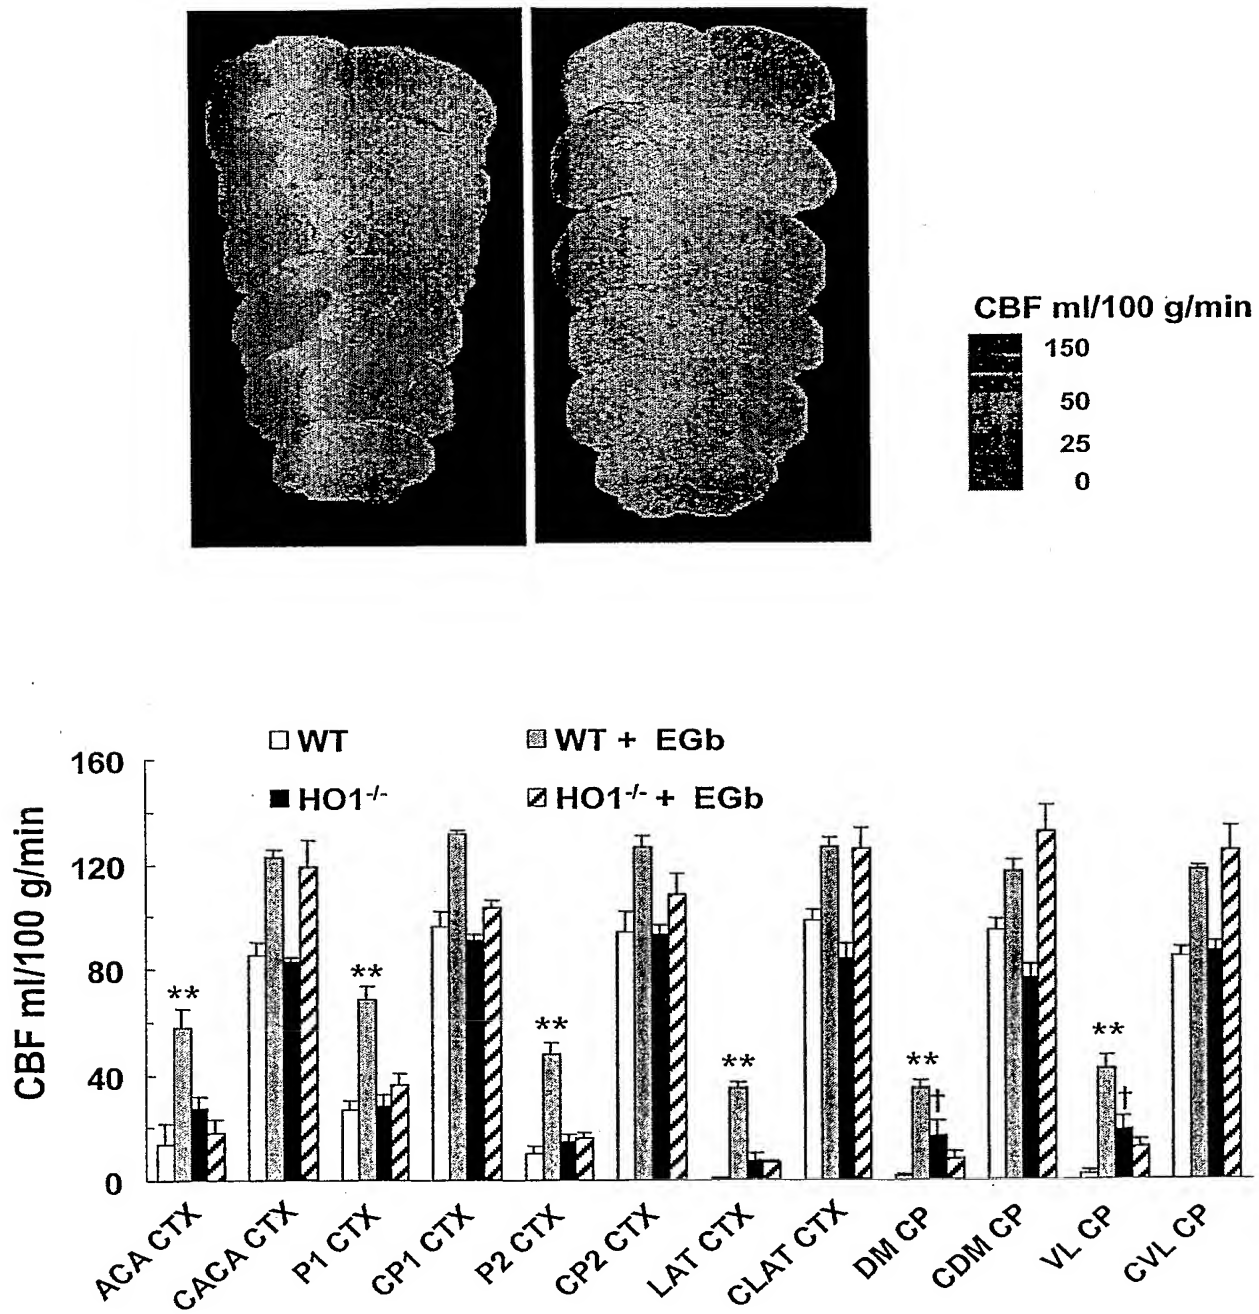 CBF ml/100 g/min
150
50
25
0
WT
WT + EGb
HO1-/-
HO1-/- + EGb
CBF ml/100 g/min
160
120
80
40
0
**
**
**
**
**
†
**
†
ACA CTX
CACA CTX
P1 CTX
CP1 CTX
P2 CTX
CP2 CTX
LAT CTX
CLAT CTX
DM CP
CDM CP
VL CP
CVL CP